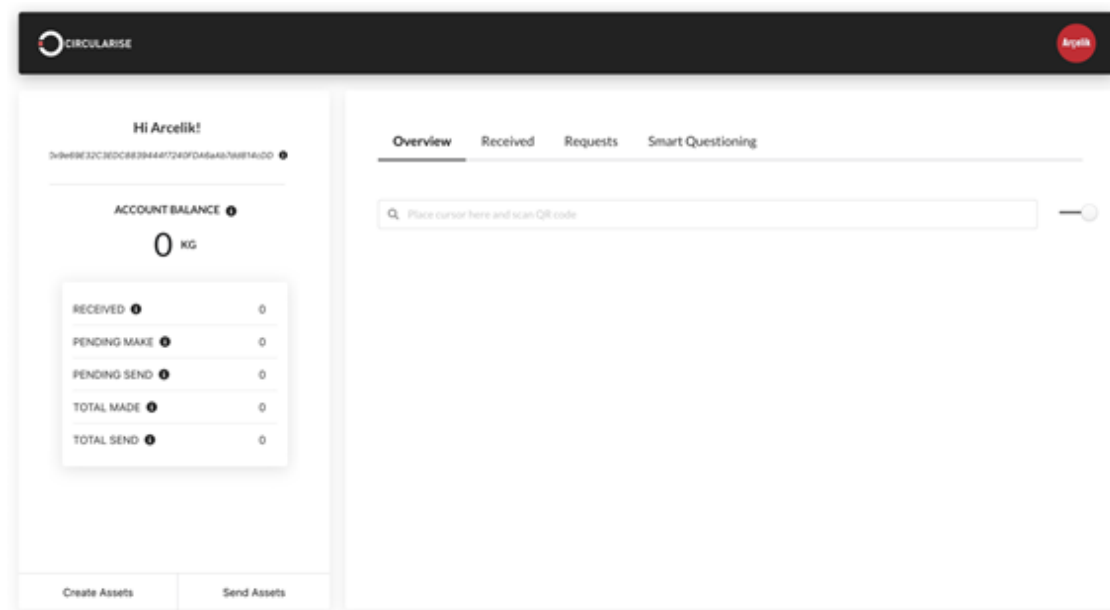 CIRCULARISE
Arçelik
Hi Arcelik!
ACCOUNT BALANCE
0 KG
RECEIVED 0
PENDING MAKE 0
PENDING SEND 0
TOTAL MADE 0
TOTAL SEND 0
Create Assets Send Assets
Overview Received Requests Smart Questioning
Place cursor here and scan QR code